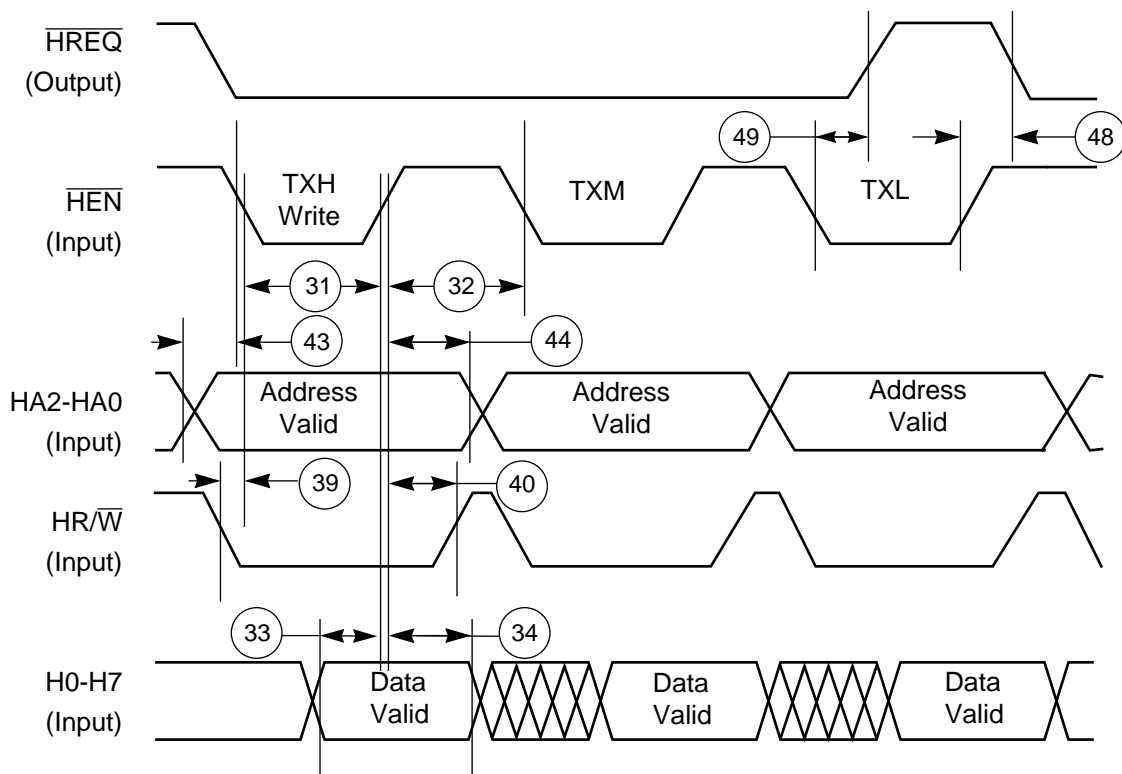 HREQ
(Output)
49
48
HEN
(Input)
TXH
Write
TXM
TXL
31
32
43
44
HA2-HA0
(Input)
Address
Valid
Address
Valid
Address
Valid
39
40
HR/W
(Input)
33
34
H0-H7
(Input)
Data
Valid
Data
Valid
Data
Valid